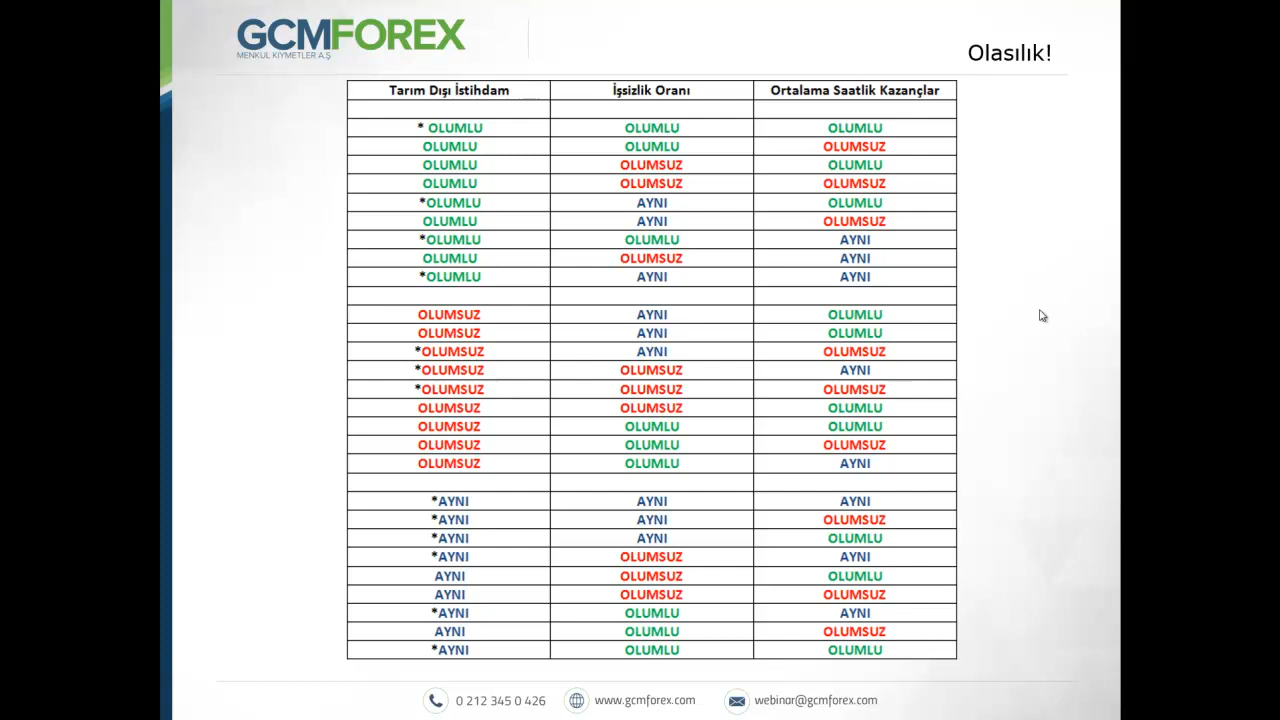 GCMFOREX
MENKUL KIYMETLER A.Ş
Olasılık!
Tarım Dışı İstihdam İşsizlik Oranı Ortalama Saatlik Kazançlar
* OLUMLU OLUMLU OLUMLU
OLUMLU OLUMLU OLUMSUZ
OLUMLU OLUMSUZ OLUMLU
OLUMLU OLUMSUZ OLUMSUZ
*OLUMLU AYNI OLUMLU
OLUMLU AYNI OLUMSUZ
*OLUMLU OLUMLU AYNI
OLUMLU OLUMSUZ AYNI
*OLUMLU AYNI AYNI
OLUMSUZ AYNI OLUMLU
OLUMSUZ AYNI OLUMLU
*OLUMSUZ AYNI OLUMSUZ
*OLUMSUZ OLUMSUZ AYNI
*OLUMSUZ OLUMSUZ OLUMSUZ
OLUMSUZ OLUMSUZ OLUMLU
OLUMSUZ OLUMLU OLUMLU
OLUMSUZ OLUMLU OLUMSUZ
OLUMSUZ OLUMLU AYNI
*AYNI AYNI AYNI
*AYNI AYNI OLUMSUZ
*AYNI AYNI OLUMLU
*AYNI OLUMSUZ AYNI
AYNI OLUMSUZ OLUMLU
AYNI OLUMSUZ OLUMSUZ
*AYNI OLUMLU AYNI
AYNI OLUMLU OLUMSUZ
*AYNI OLUMLU OLUMLU
0 212 345 0 426 www.gcmforex.com webinar@gcmforex.com